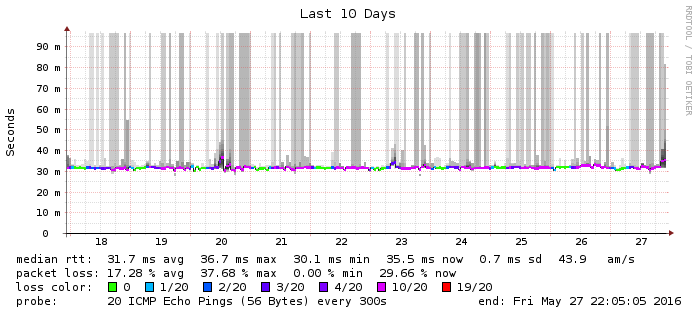 Last 10 Days
RRDTOOL / TOBI OETIKER
Seconds
90 m
80 m
70 m
60 m
50 m
40 m
30 m
20 m
10 m
0
18 19 20 21 22 23 24 25 26 27
median rtt: 31.7 ms avg 36.7 ms max 30.1 ms min 35.5 ms now 0.7 ms sd 43.9 am/s
packet loss: 17.28 % avg 37.68 % max 0.00 % min 29.66 % now
loss color: 0 1/20 2/20 3/20 4/20 10/20 19/20
probe: 20 ICMP Echo Pings (56 Bytes) every 300s end: Fri May 27 22:05:05 2016